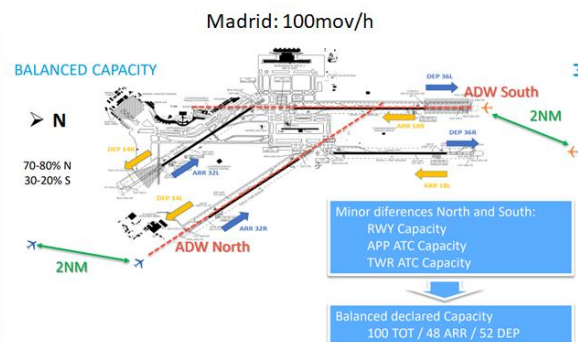 Madrid: 100mov/h
BALANCED CAPACITY
DEP 36L
ADW South
➤ N
ARR 18R
2NM
DEP 36R
70-80% N
30-20% S
DEP 14R
ARR 32L
ARR 18L
DEP 14L
ARR 32R
ADW North
2NM
Minor diferences North and South:
RWY Capacity
APP ATC Capacity
TWR ATC Capacity
Balanced declared Capacity
100 TOT / 48 ARR / 52 DEP